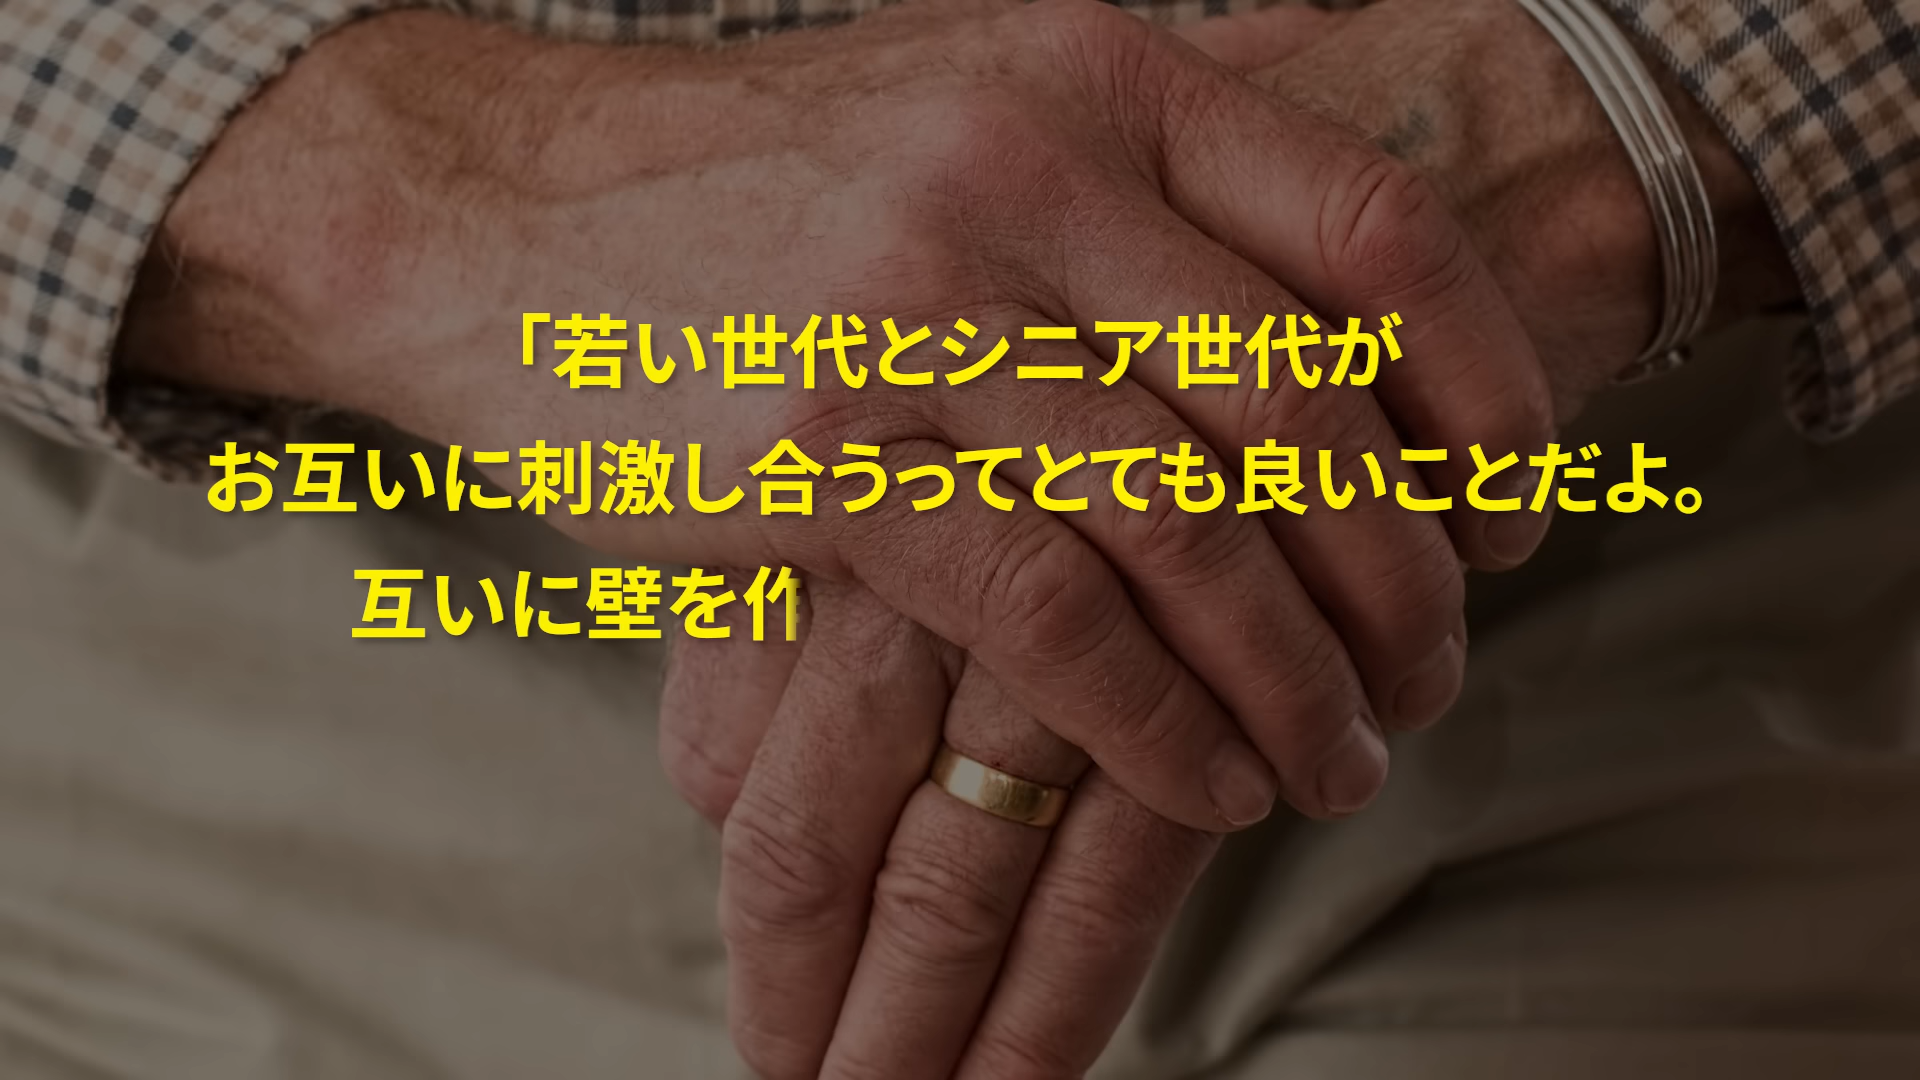 「若い世代とシニア世代が
お互いに刺激し合うってとても良いことだよ。
互いに壁を作